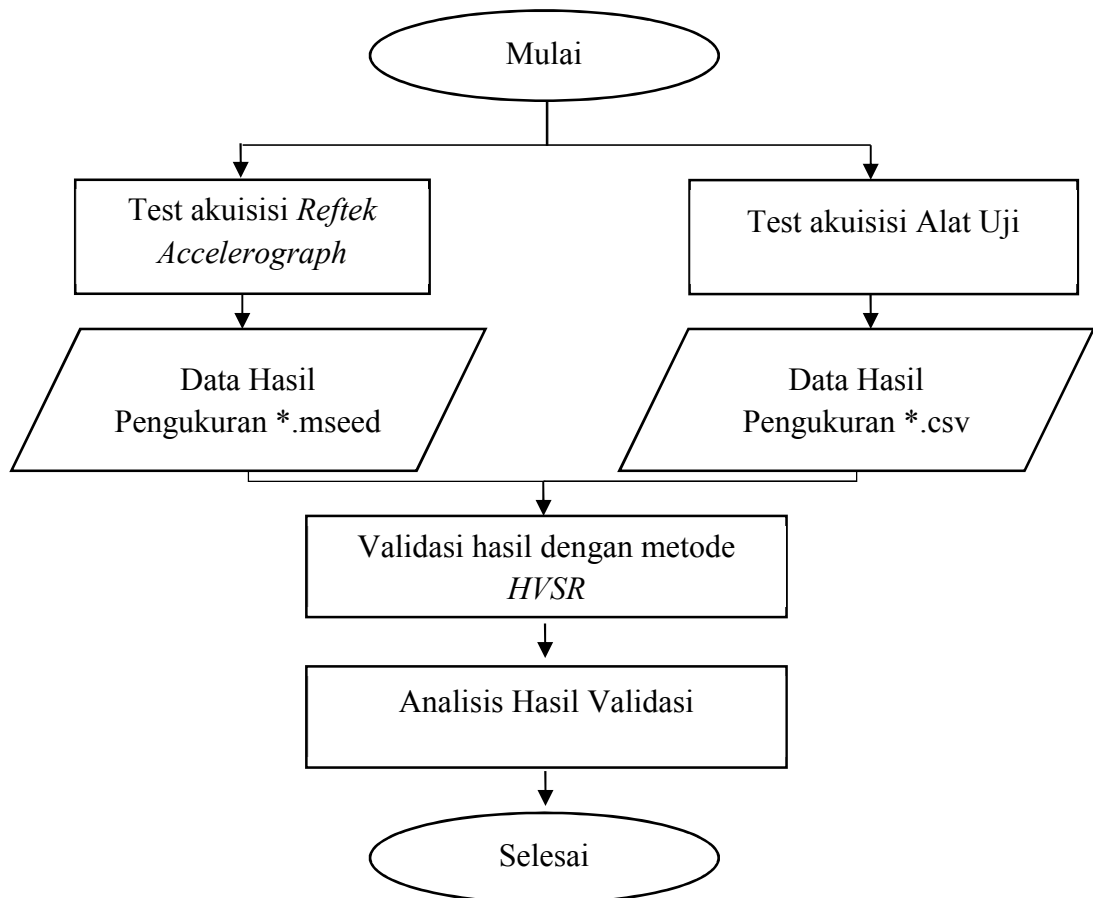 Mulai
Test akuisisi Reftek
Accelerograph
Test akuisisi Alat Uji
Data Hasil
Pengukuran *.mseed
Data Hasil
Pengukuran *.csv
Validasi hasil dengan metode
HVSR
Analisis Hasil Validasi
Selesai